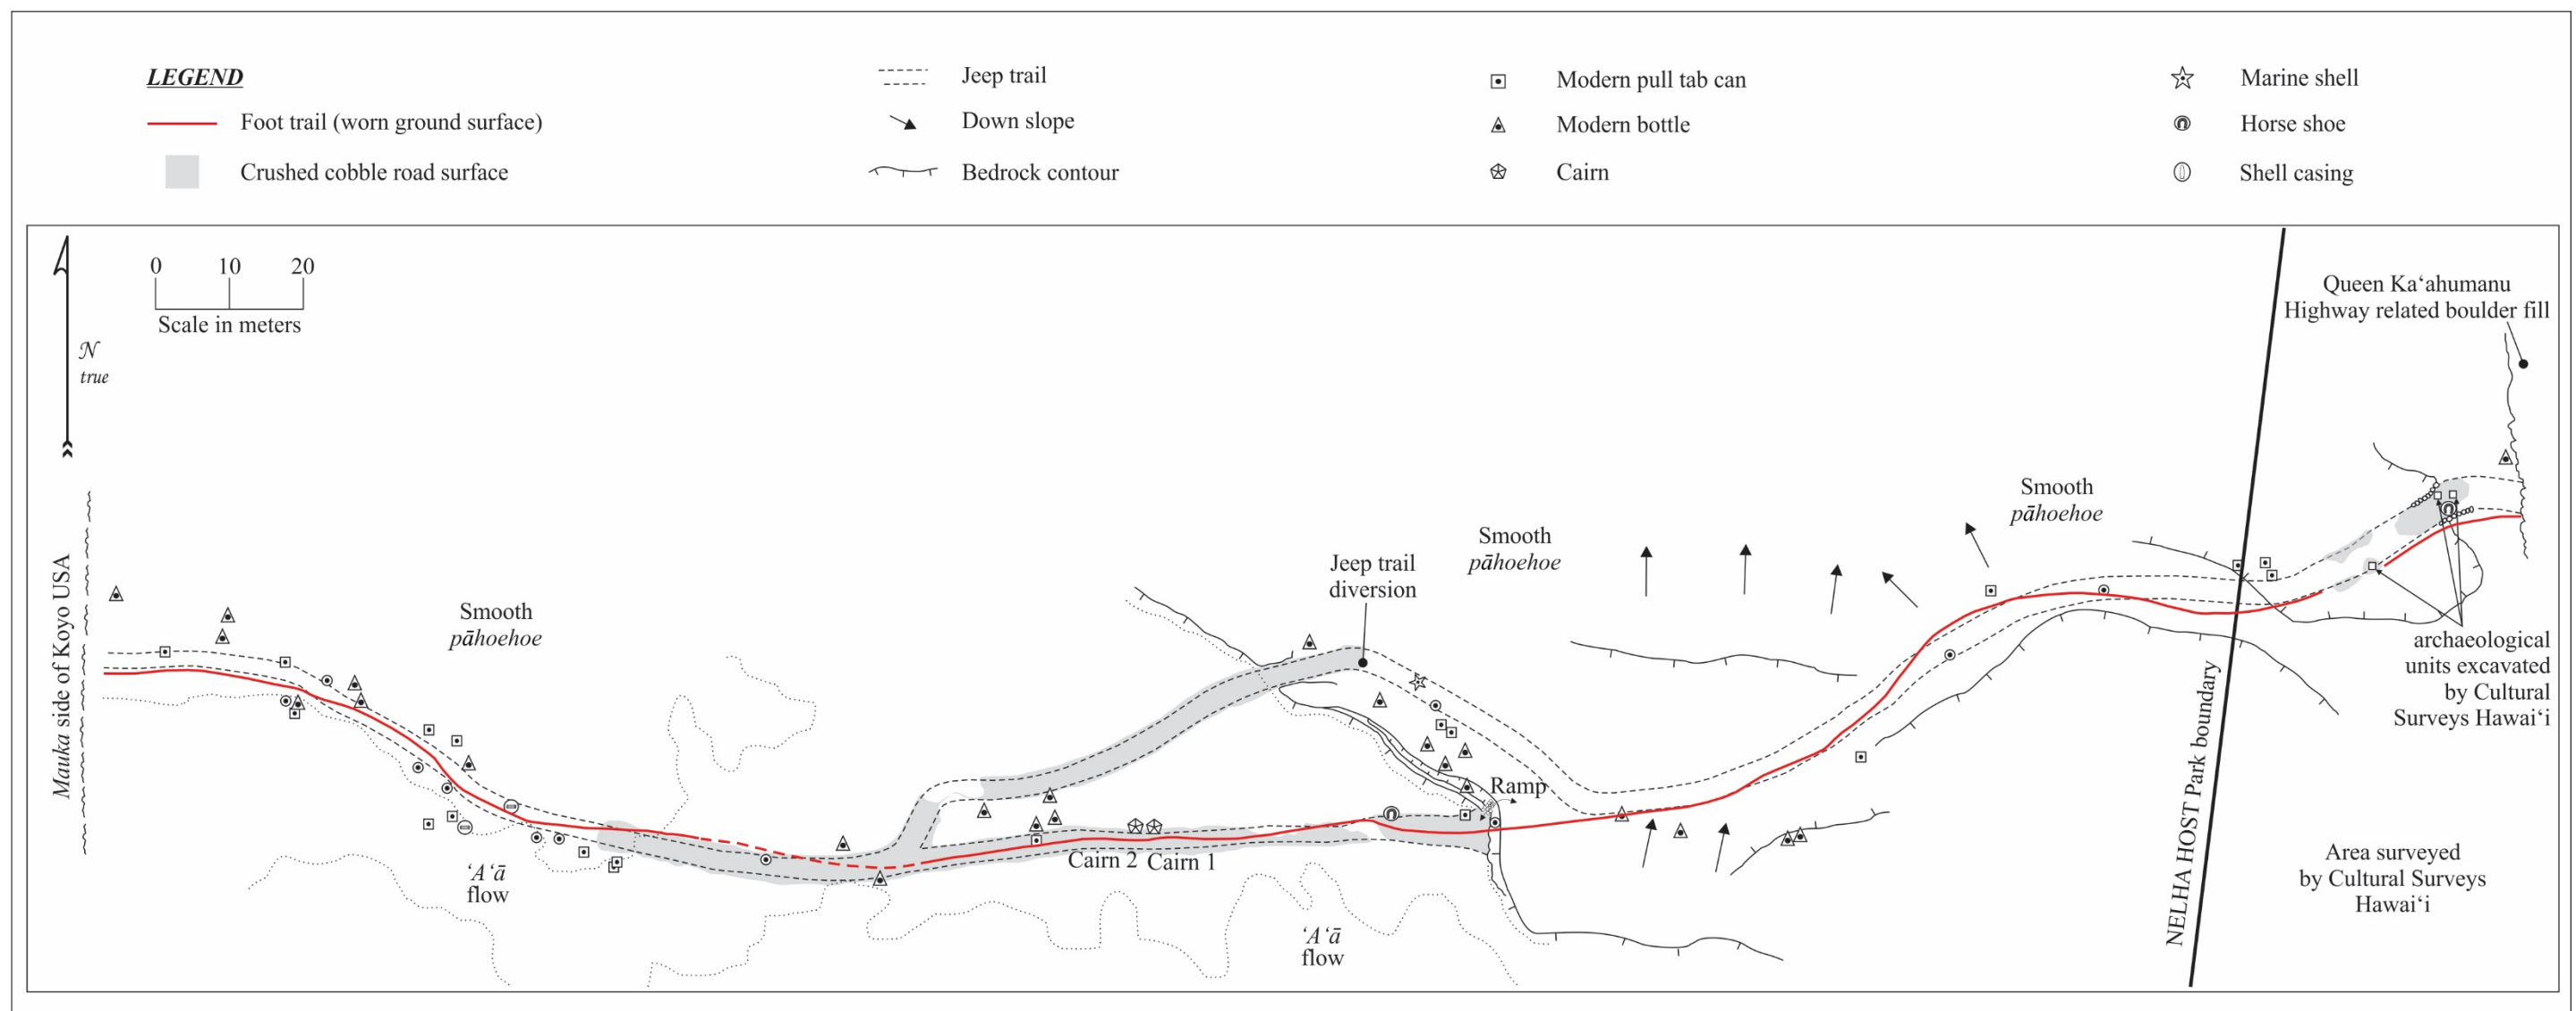 LEGEND
Foot trail (worn ground surface)
Crushed cobble road surface
Jeep trail
Down slope
Bedrock contour
Modern pull tab can
Modern bottle
Cairn
Marine shell
Horse shoe
Shell casing
0 10 20
Scale in meters
N
true
Queen Kaʻahumanu
Highway related boulder fill
Mauka side of Koyo USA
Smooth
pāhoehoe
ʻAʻā
flow
Jeep trail
diversion
Smooth
pāhoehoe
Smooth
pāhoehoe
Ramp
Cairn 2 Cairn 1
ʻAʻā
flow
NELHA HOST Park boundary
archaeological
units excavated
by Cultural
Surveys Hawaiʻi
Area surveyed
by Cultural Surveys
Hawaiʻi